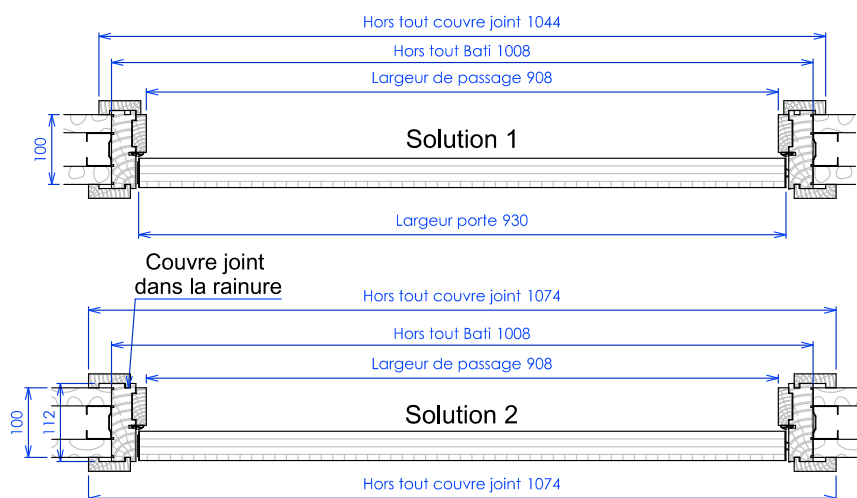 Hors tout couvre joint 1044
Hors tout Bati 1008
Largeur de passage 908
100
Solution 1
Largeur porte 930
Couvre joint
dans la rainure
Hors tout couvre joint 1074
Hors tout Bati 1008
Largeur de passage 908
100
112
Solution 2
Hors tout couvre joint 1074